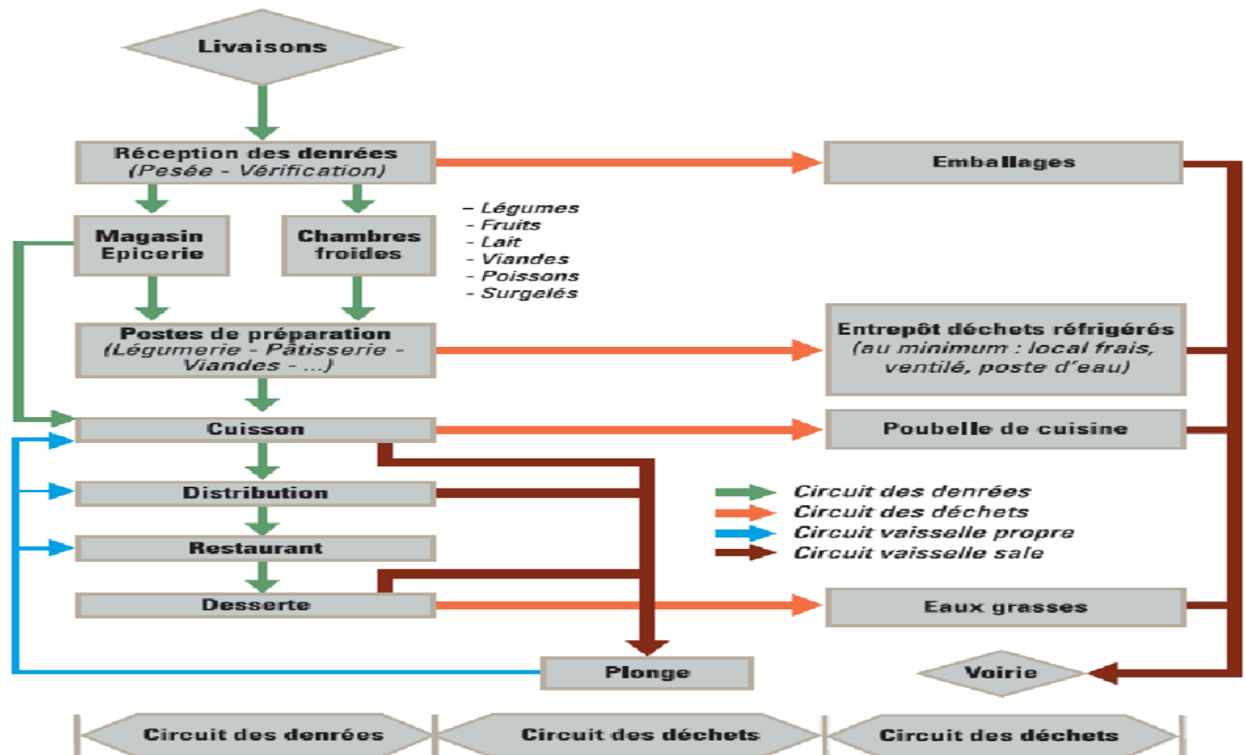 Livaisons
Réception des denrées
(Pesée - Vérification)
Emballages
Magasin
Epicerie
Chambres
froides
– Légumes
- Fruits
- Lait
- Viandes
- Poissons
- Surgelés
Postes de préparation
(Légumerie - Pâtisserie -
Viandes - ...)
Entrepôt déchets réfrigérés
(au minimum : local frais,
ventilé, poste d'eau)
Cuisson
Poubelle de cuisine
Distribution
Restaurant
Desserte
Circuit des denrées
Circuit des déchets
Circuit vaisselle propre
Circuit vaisselle sale
Eaux grasses
Plonge
Voirie
Circuit des denrées
Circuit des déchets
Circuit des déchets